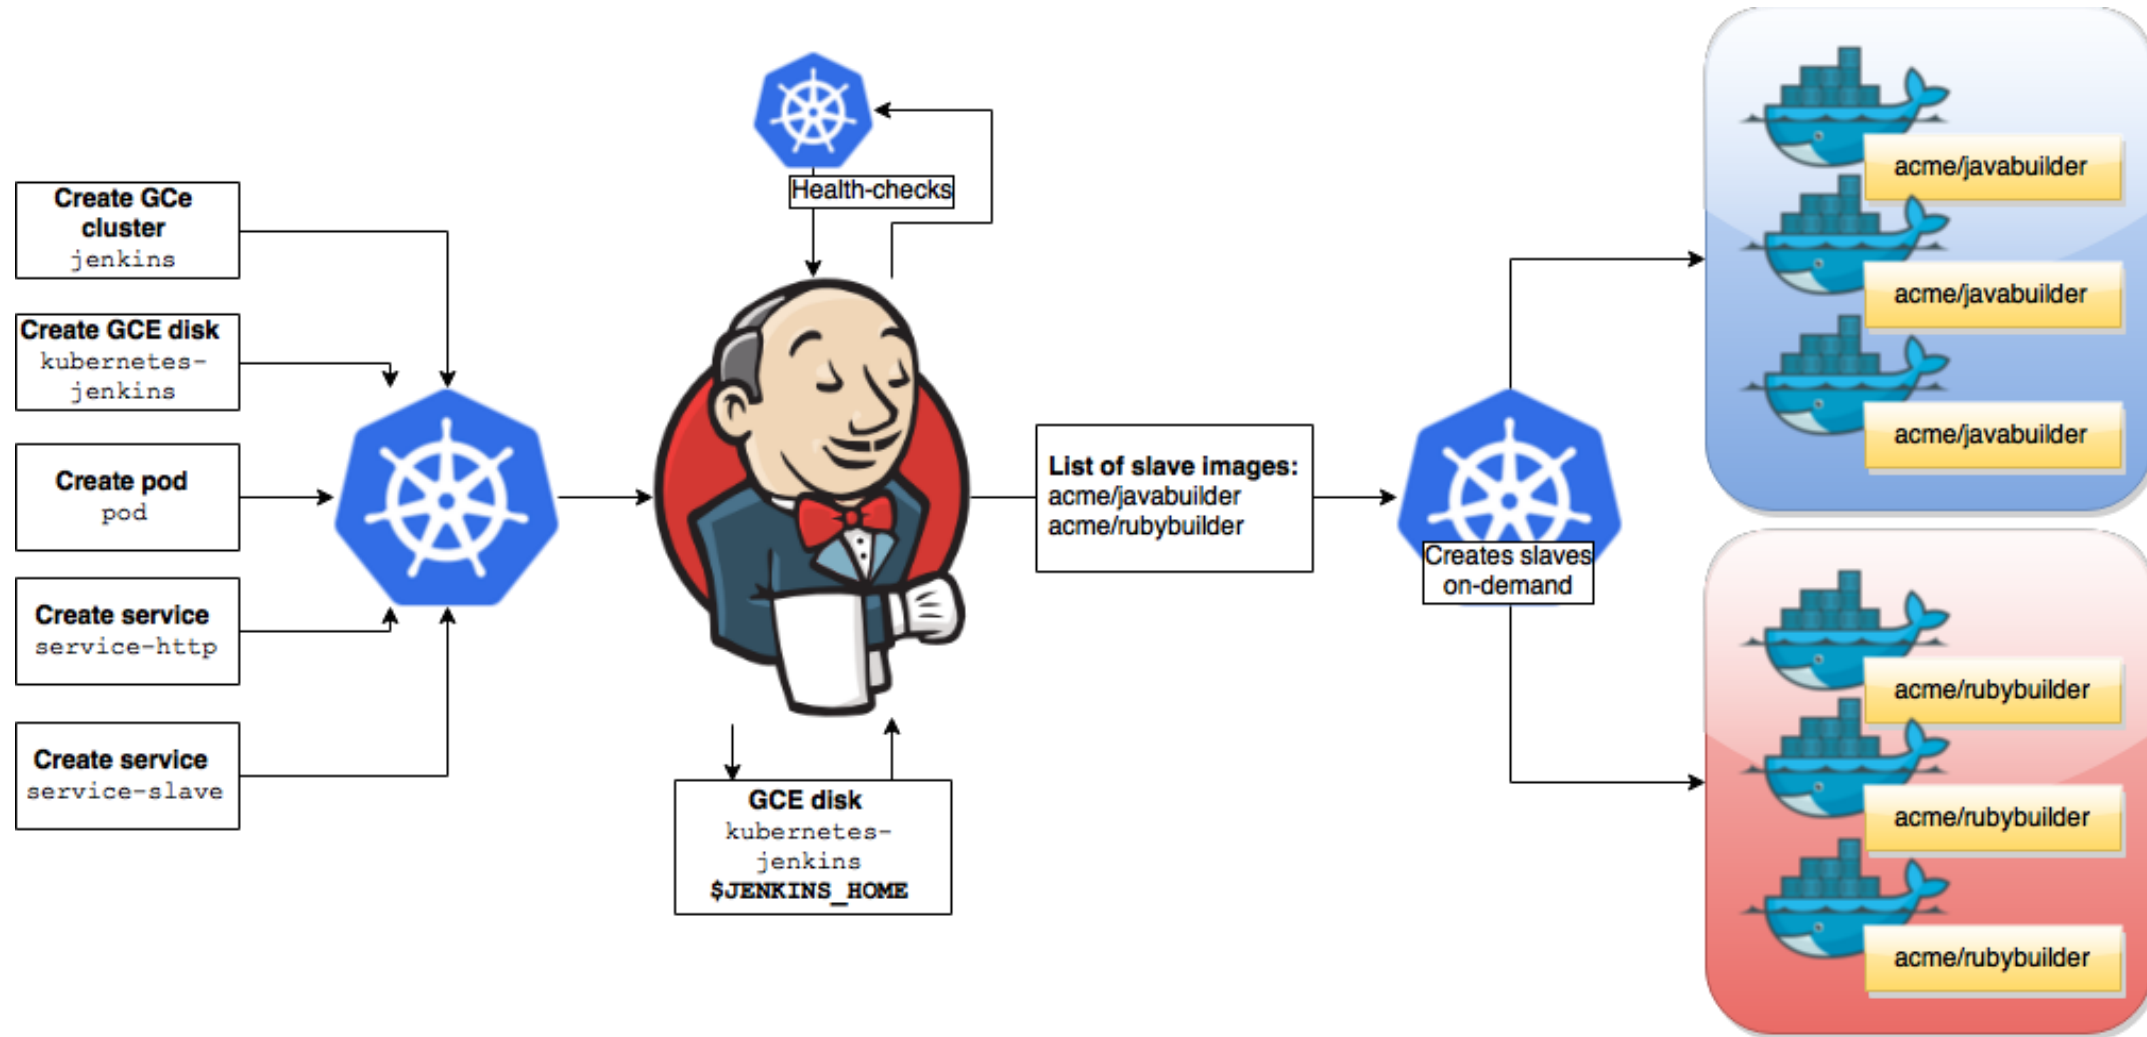 Create GCe
cluster
jenkins
Create GCE disk
kubernetes-
jenkins
Create pod
pod
Create service
service-http
Create service
service-slave
Health-checks
GCE disk
kubernetes-
jenkins
$JENKINS_HOME
List of slave images:
acme/javabuilder
acme/rubybuilder
Creates slaves
on-demand
acme/javabuilder
acme/javabuilder
acme/javabuilder
acme/rubybuilder
acme/rubybuilder
acme/rubybuilder